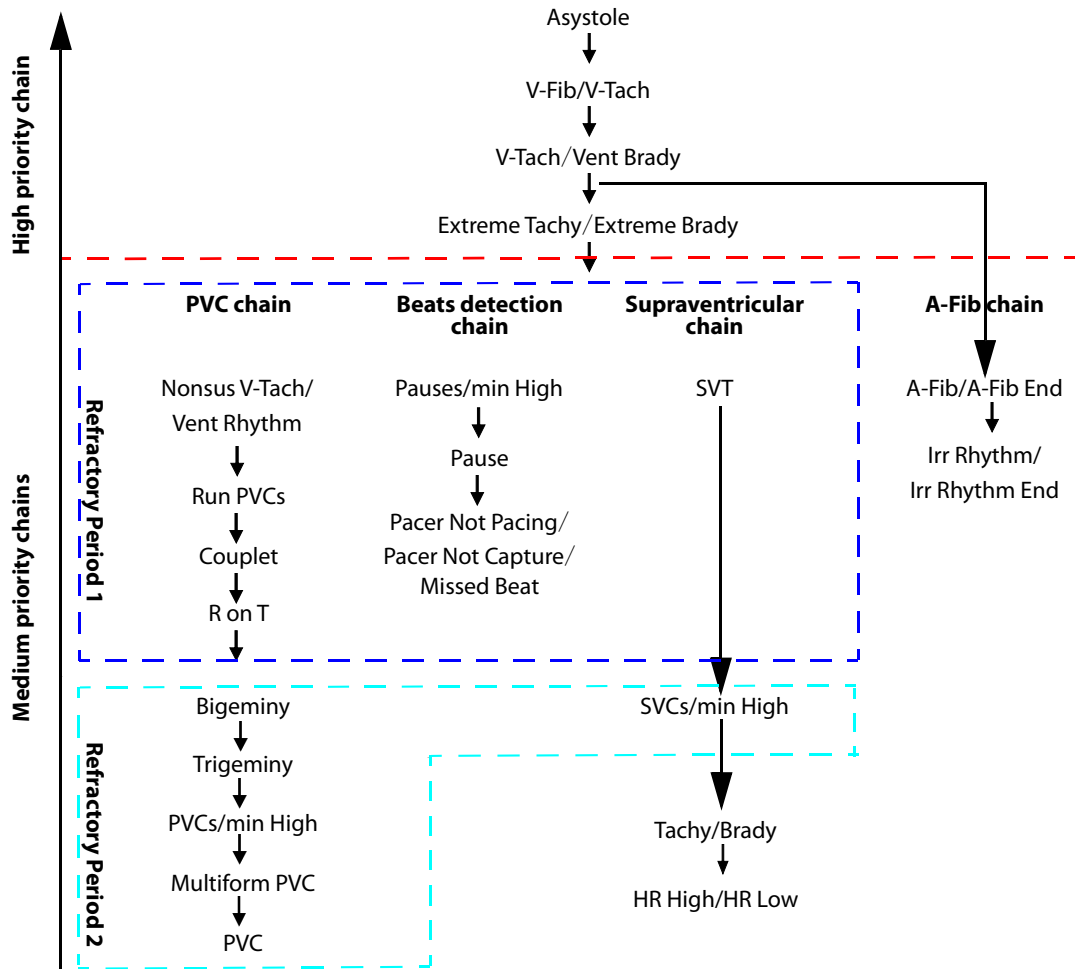 High priority chain
Medium priority chains
Asystole
V-Fib/V-Tach
V-Tach/Vent Brady
Extreme Tachy/Extreme Brady
PVC chain
Beats detection
chain
Supraventricular
chain
A-Fib chain
Refractory Period 1
Nonsus V-Tach/
Vent Rhythm
Run PVCs
Couplet
R on T
Pauses/min High
Pause
Pacer Not Pacing/
Pacer Not Capture/
Missed Beat
SVT
A-Fib/A-Fib End
Irr Rhythm/
Irr Rhythm End
Refractory Period 2
Bigeminy
Trigeminy
PVCs/min High
Multiform PVC
PVC
SVCs/min High
Tachy/Brady
HR High/HR Low